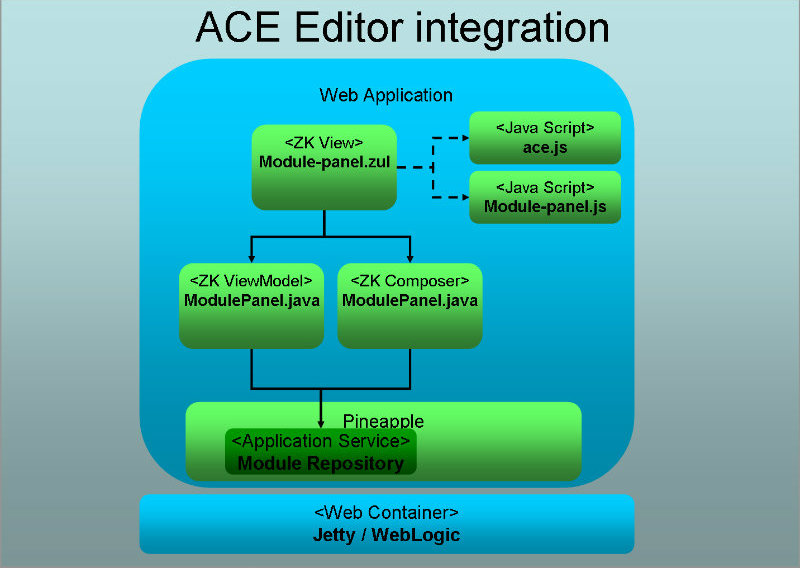 ACE Editor integration
Web Application
<ZK View>
Module-panel.zul
<Java Script>
ace.js
<Java Script>
Module-panel.js
<ZK ViewModel>
ModulePanel.java
<ZK Composer>
ModulePanel.java
Pineapple
<Application Service>
Module Repository
<Web Container>
Jetty / WebLogic